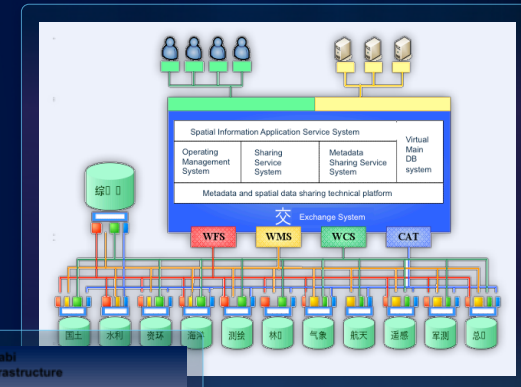 Spatial Information Application Service System
Operating
Management
System
Sharing
Service
System
Metadata
Sharing Service
System
Virtual
Main
DB
system
Metadata and spatial data sharing technical platform
交 Exchange System
综
WFS WMS WCS CAT
国土 水利 资环 海洋 测绘 林 气象 航天 遥感 军测 总
abi
rastructure